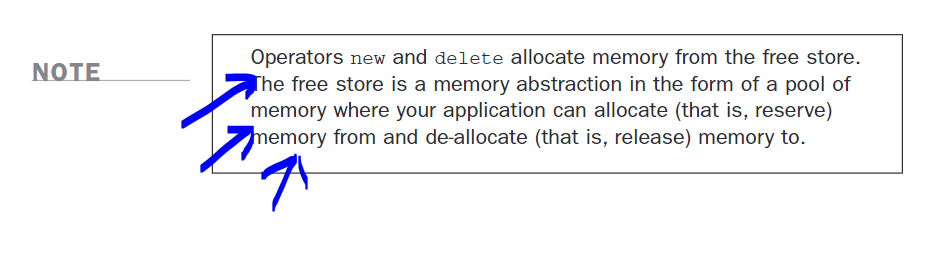 NOTE
Operators new and delete allocate memory from the free store.
The free store is a memory abstraction in the form of a pool of
memory where your application can allocate (that is, reserve)
memory from and de-allocate (that is, release) memory to.